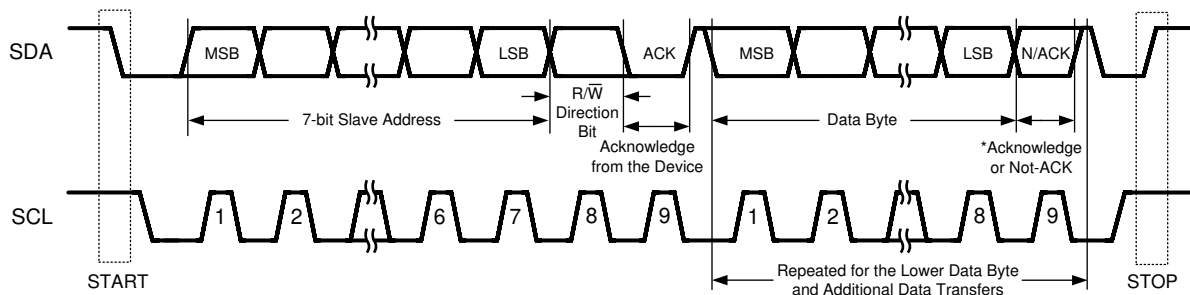 SDA
MSB
LSB
ACK
MSB
LSB
N/ACK
R/W̅
Direction
Bit
7-bit Slave Address
Acknowledge
from the Device
Data Byte
*Acknowledge
or Not-ACK
SCL
1
2
6
7
8
9
1
2
8
9
START
Repeated for the Lower Data Byte
and Additional Data Transfers
STOP